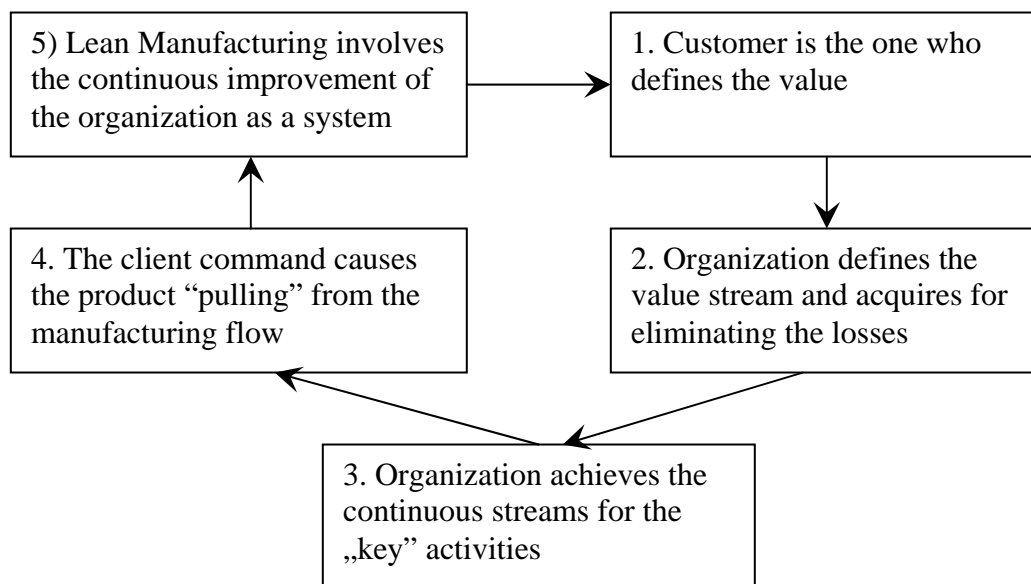 5) Lean Manufacturing involves
the continuous improvement of
the organization as a system
1. Customer is the one who
defines the value
4. The client command causes
the product “pulling” from the
manufacturing flow
2. Organization defines the
value stream and acquires for
eliminating the losses
3. Organization achieves the
continuous streams for the
„key” activities